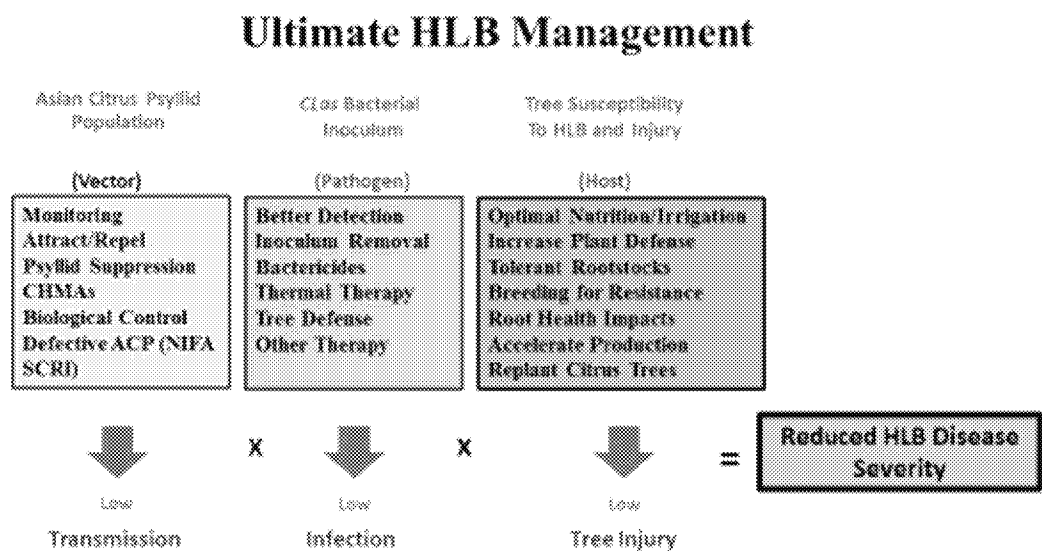 Ultimate HLB Management
Asian Citrus Psyllid
Population
(Vector)
Monitoring
Attract/Repel
Psyllid Suppression
CHMAs
Biological Control
Defective ACP (NIFA
SCRI)
CLas Bacterial
Inoculum
(Pathogen)
Better Detection
Inoculum Removal
Bactericides
Thermal Therapy
Tree Defense
Other Therapy
Tree Susceptibility
To HLB and Injury
(Host)
Optimal Nutrition/Irrigation
Increase Plant Defense
Tolerant Rootstocks
Breeding for Resistance
Root Health Impacts
Accelerate Production
Replant Citrus Trees
Low
Transmission
x
Low
Infection
x
Low
Tree Injury
=
Reduced HLB Disease
Severity